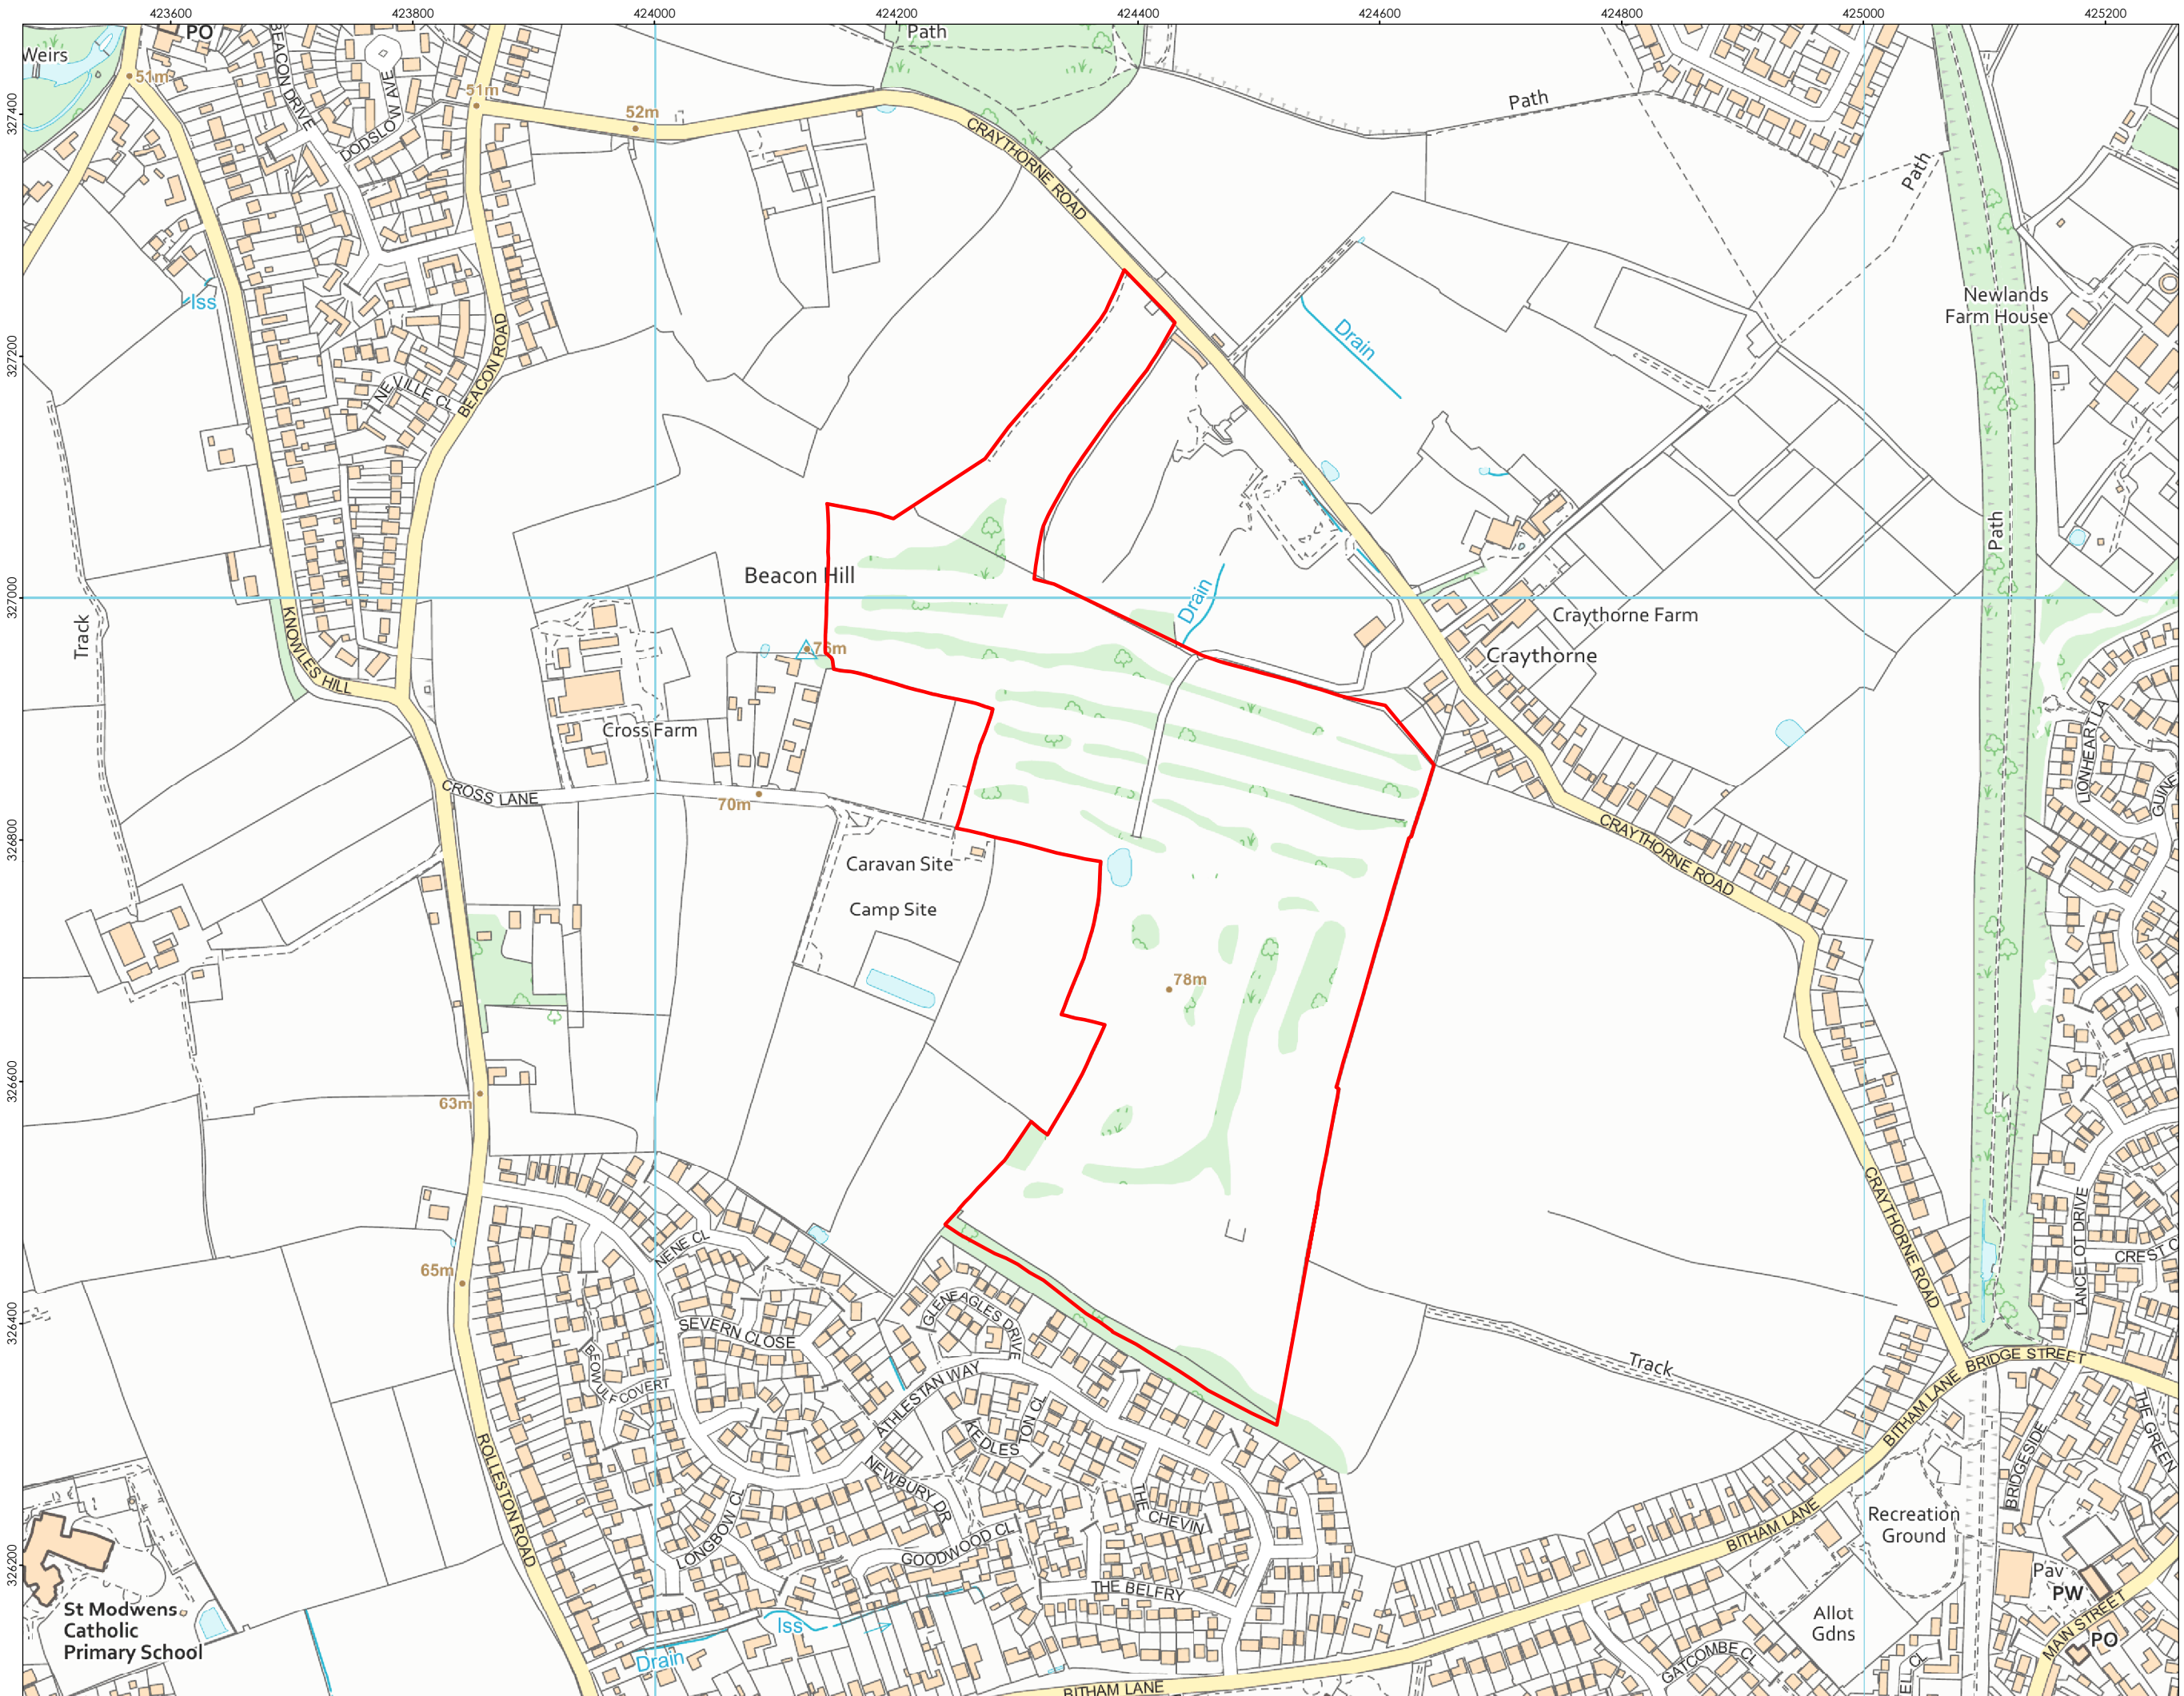 423600
423800
424000
424200
424400
424600
424800
425000
425200
327400
327200
327000
326800
326600
326400
326200
Weirs
PO
51m
BEACON DRIVE
DODSLOW AVE
51m
52m
Path
CRAYTHORNE ROAD
Path
Path
Iss
BEACON ROAD
NEVILLE CL
Drain
Newlands
Farm House
Track
KNOWLES HILL
Beacon Hill
76m
Drain
Path
Craythorne Farm
Craythorne
Cross Farm
CROSS LANE
70m
LIONHEART LA
CRAYTHORNE ROAD
Caravan Site
Camp Site
78m
63m
65m
NENE CL
GLENEAGLES DRIVE
SEVERN CLOSE
BEOWULF COVERT
ATHLESTAN WAY
KEDLESTON CL
CRAYTHORNE ROAD
LANCELOT DRIVE
CREST C
Track
BRIDGE STREET
BITHAM LANE
ROLLESTON ROAD
NEWBURY DR
LONGBOW CL
GOODWOOD CL
THE
CHEVIN
THE BELFRY
BRIDGESIDE
THE GREEN
Recreation
Ground
BITHAM LANE
St Modwens
Catholic
Primary School
Iss
Drain
Allot
Gdns
Pav
PW
MAIN STREET
PO
GATCOMBE CL
BITHAM LANE